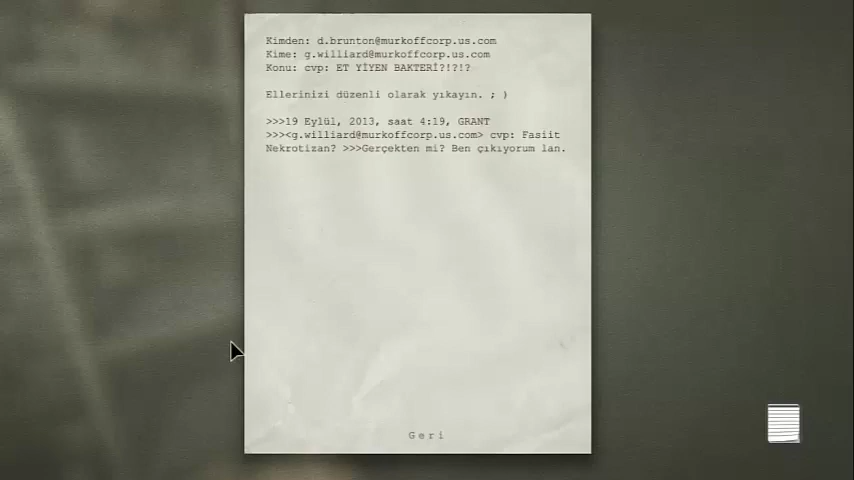 Kimden: d.brunton@murkoffcorp.us.com
Kime: g.williard@murkoffcorp.us.com
Konu: cvp: ET YİYEN BAKTERİ?!?!?
Ellerinizi düzenli olarak yıkayın. ; )
>>>19 Eylül, 2013, saat 4:19, GRANT
>>><g.williard@murkoffcorp.us.com> cvp: Fasiit
Nekrotizan? >>>Gerçekten mi? Ben çıkıyorum lan.
Geri